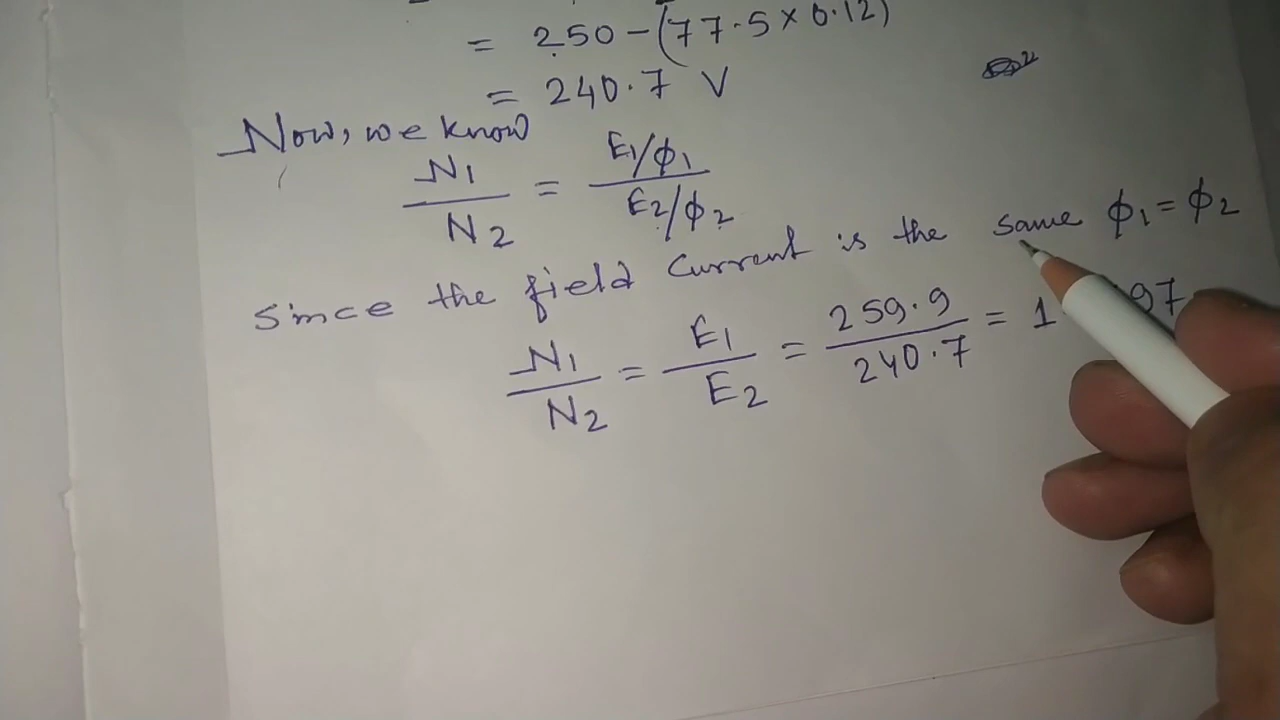 = 250 - (77.5 × 0.12)
= 240.7 V
Now, we know
N1/N2 = E1/ϕ1 / E2/ϕ2
Since the field current is the same ϕ1 = ϕ2
N1/N2 = E1/E2 = 259.9/240.7 = 1 97